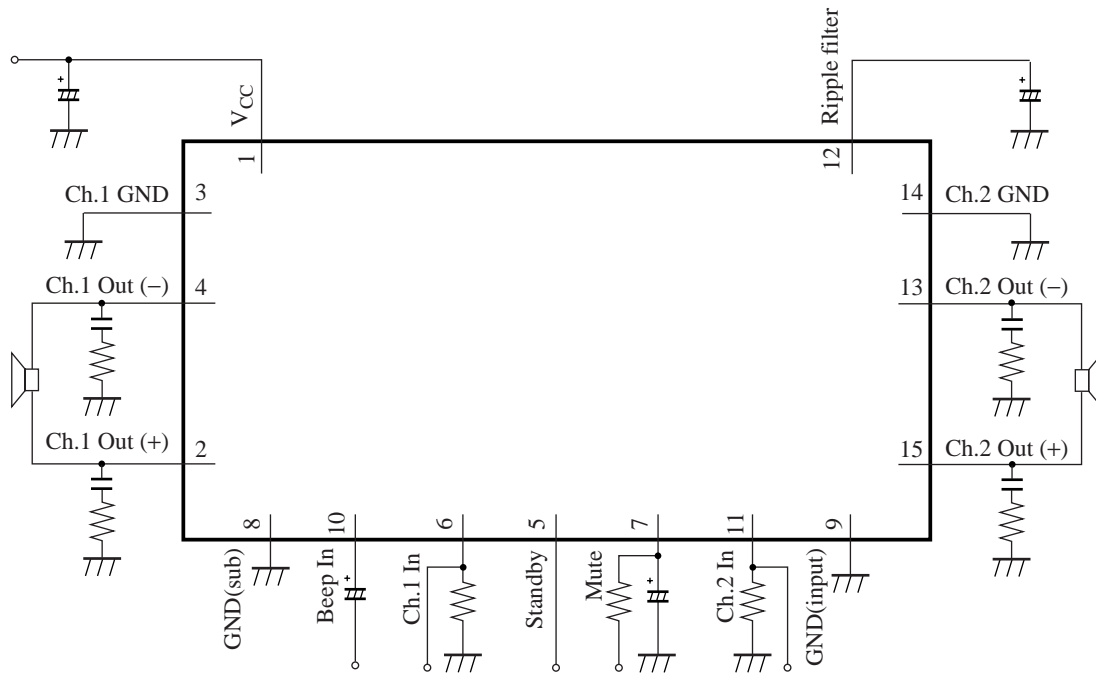 +
VCC
1
Ripple filter
12
+
Ch.1 GND
3
14
Ch.2 GND
Ch.1 Out (−)
4
13
Ch.2 Out (−)
Ch.1 Out (+)
2
15
Ch.2 Out (+)
8
10
6
5
7
11
9
GND(sub)
Beep In
+
Ch.1 In
Standby
Mute
+
Ch.2 In
GND(input)